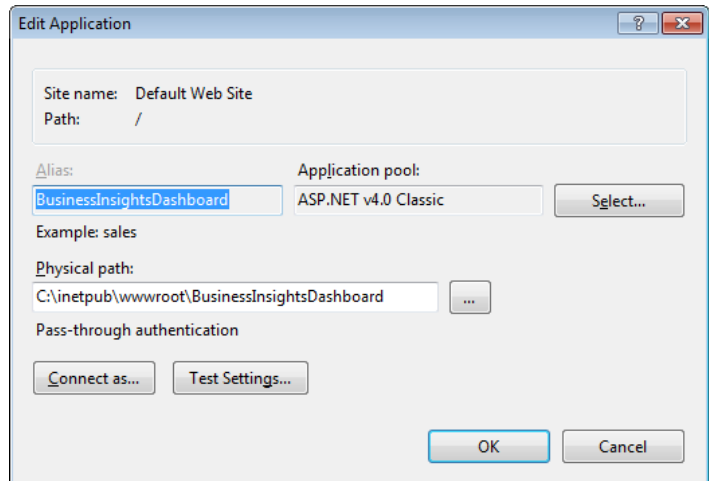 Edit Application
Site name: Default Web Site
Path: /
Alias: Application pool:
BusinessInsightsDashboard ASP.NET v4.0 Classic Select...
Example: sales
Physical path:
C:\inetpub\wwwroot\BusinessInsightsDashboard ...
Pass-through authentication
Connect as... Test Settings...
OK Cancel